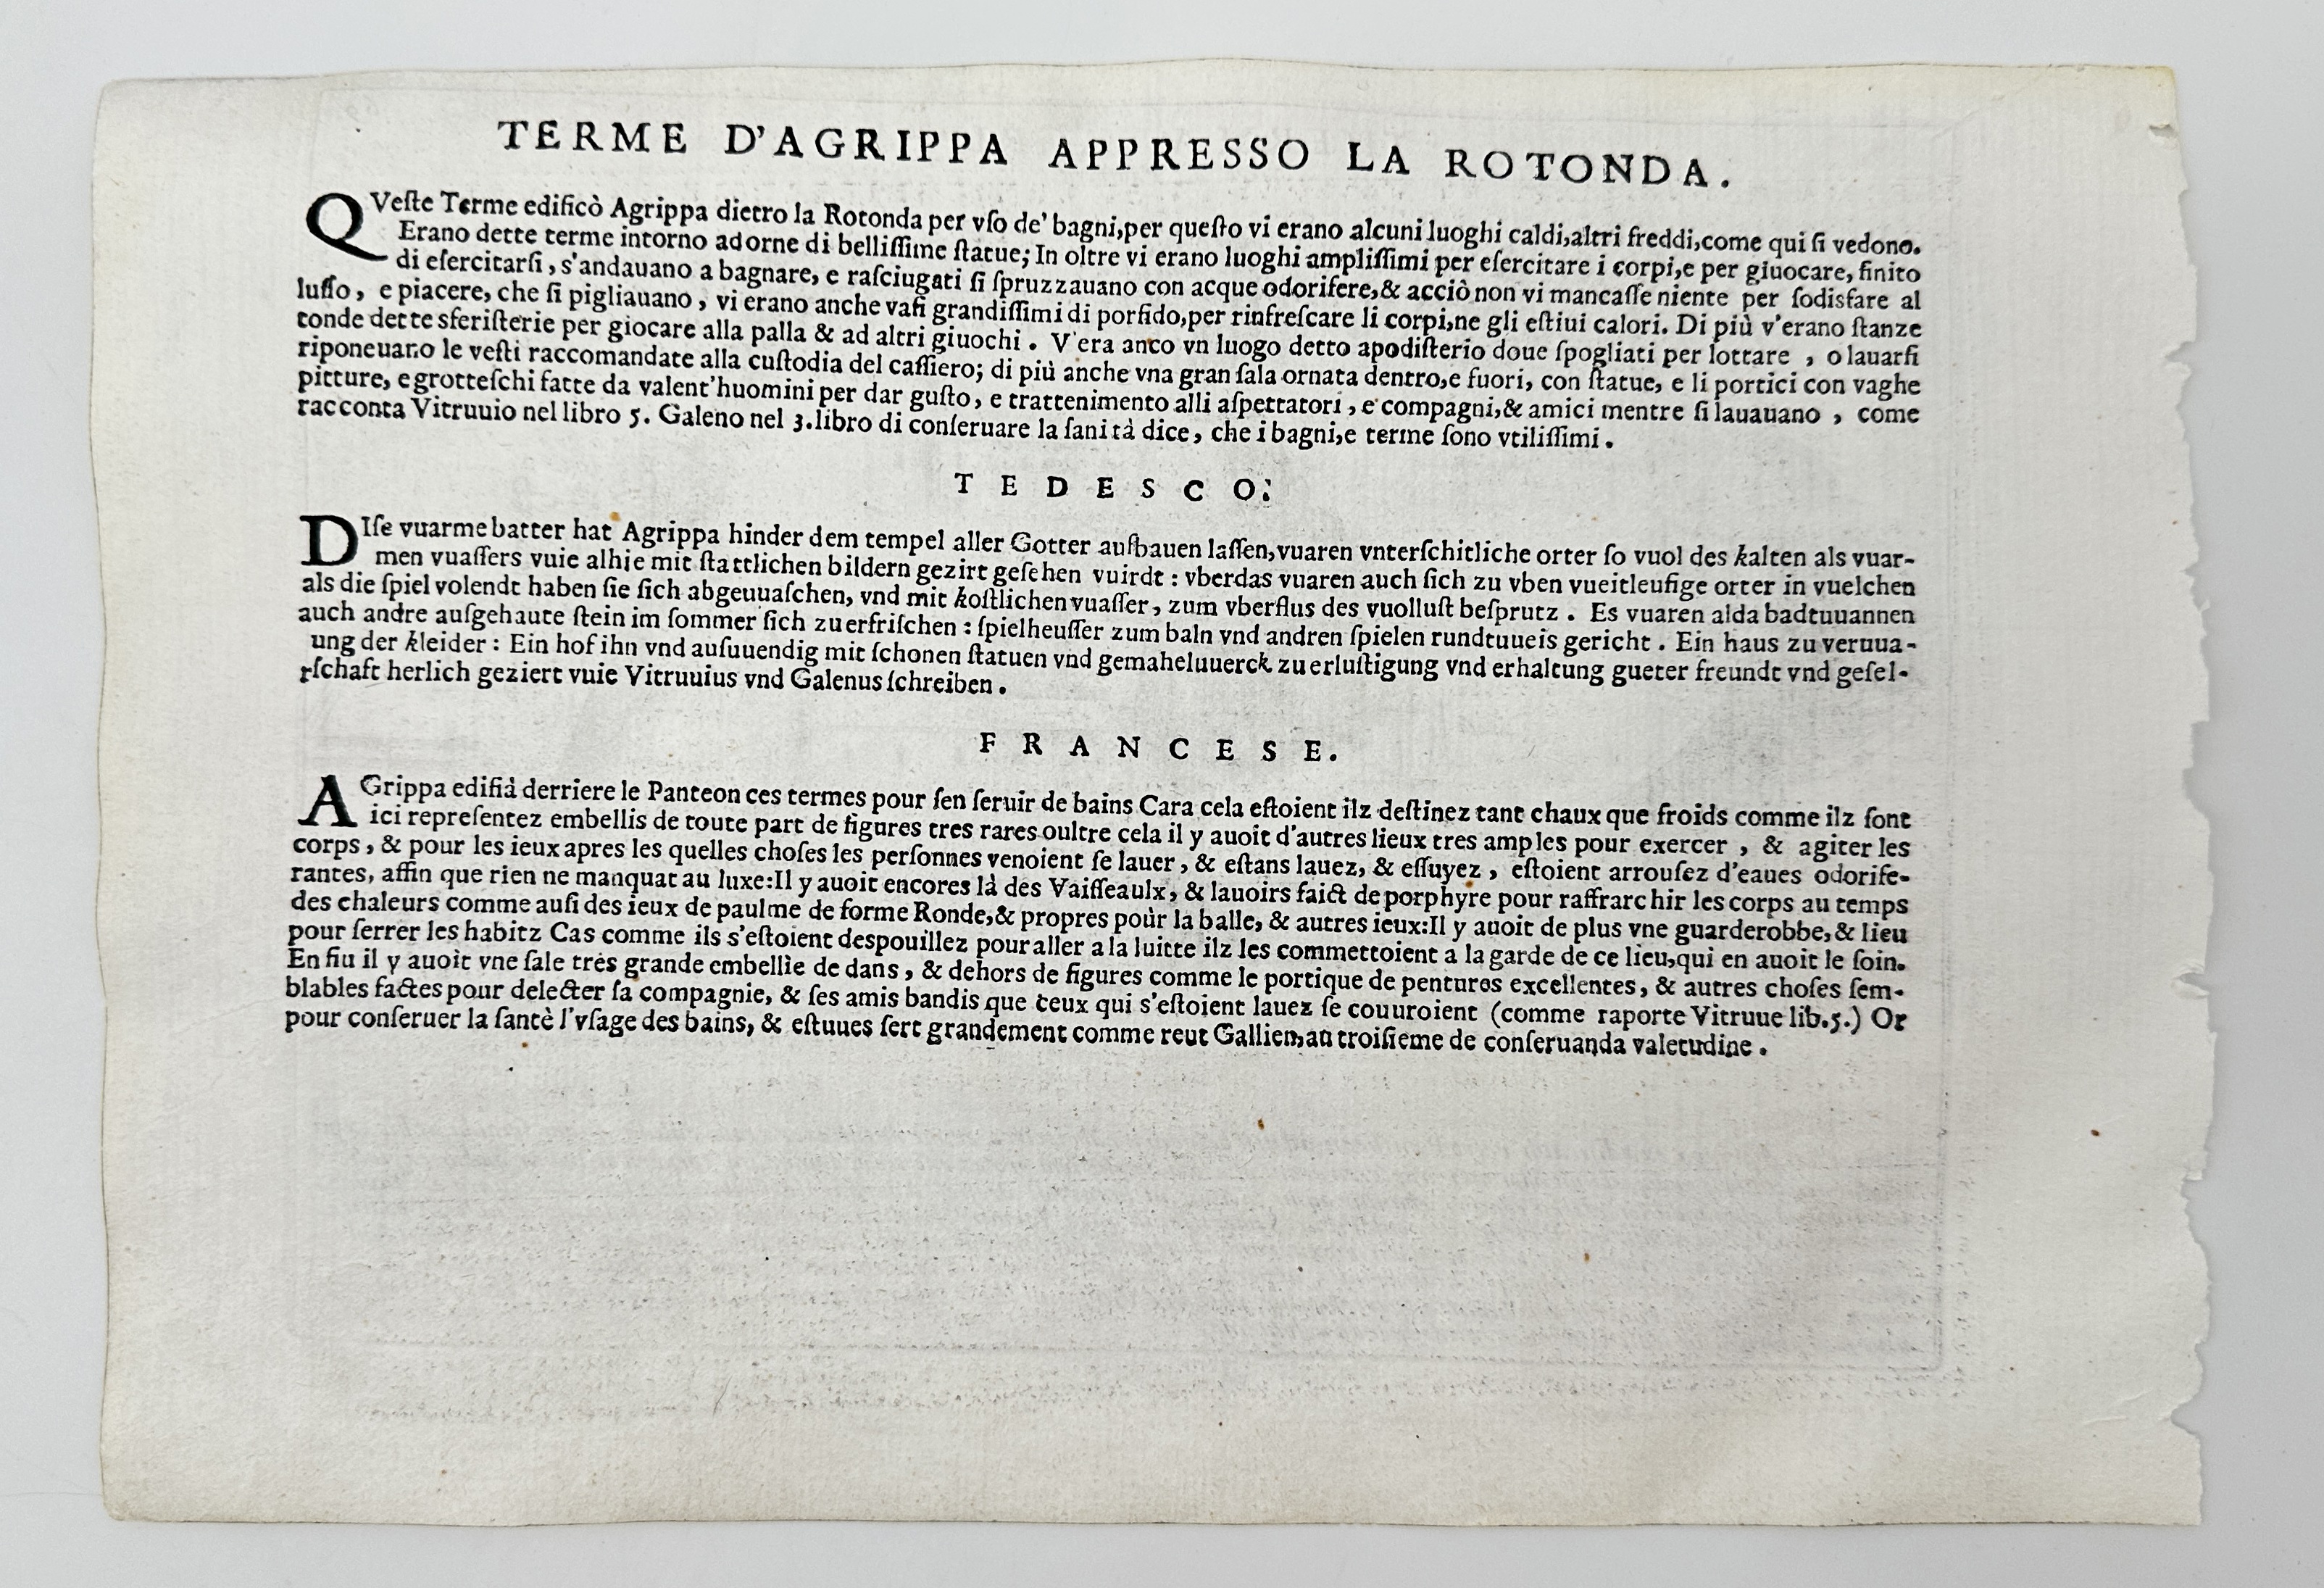 TERME D'AGRIPPA APPRESSO LA ROTONDA.
QVeſte Terme edificò Agrippa dietro la Rotonda per vſo de' bagni,per queſto vi erano alcuni luoghi caldi,altri freddi,come qui ſi vedono.
Erano dette terme intorno adorne di belliſſime ſtatue; In oltre vi erano luoghi ampliſſimi per eſercitare i corpi,e per giuocare, finito
di eſercitarſi, s'andauano a bagnare, e raſciugati ſi ſpruzzauano con acque odorifere,& acciò non vi mancaſſe niente per ſodisfare al
luſſo, e piacere, che ſi pigliauano, vi erano anche vaſi grandiſſimi di porfido,per rinfreſcare li corpi,ne gli eſtiui calori. Di più v'erano ſtanze
tonde dette sferiſterie per giocare alla palla & ad altri giuochi. V'era anco vn luogo detto apodiſterio doue ſpogliati per lottare, o lauarſi
riponeuano le veſti raccomandate alla cuſtodia del caſſiero; di più anche vna gran ſala ornata dentro,e fuori, con ſtatue, e li portici con vaghe
pitture, e grotteſchi fatte da valent'huomini per dar guſto, e trattenimento alli aſpettatori, e compagni,& amici mentre ſi lauauano, come
racconta Vitruuio nel libro 5. Galeno nel 3.libro di conſeruare la ſanità dice, che i bagni,e terme ſono vtiliſſimi.
TEDESCO:
DIſe vuarme batter hat Agrippa hinder dem tempel aller Gotter aufbauen laſſen,vuaren vnterſchitliche orter ſo vuol des kalten als vuar-
men vuaſſers vuie alhie mit ſtattlichen bildern gezirt geſehen vuirdt : vberdas vuaren auch ſich zu vben vueitleufige orter in vuelchen
als die ſpiel volendt haben ſie ſich abgeuuaſchen, vnd mit koſtlichen vuaſſer, zum vberflus des vuolluſt beſprutz. Es vuaren alda badtuuannen
auch andre auſgehaute ſtein im ſommer ſich zu erfriſchen : ſpielheuſſer zum baln vnd andren ſpielen rundtuueis gericht. Ein haus zu veruua-
ung der kleider : Ein hof ihn vnd auſuuendig mit ſchonen ſtatuen vnd gemaheluuerck zu erluſtigung vnd erhaltung gueter freundt vnd geſel-
rſchaft herlich geziert vuie Vitruuius vnd Galenus ſchreiben.
FRANCESE.
AGrippa edifià derriere le Panteon ces termes pour ſen ſeruir de bains Cara cela eſtoient ilz deſtinez tant chaux que froids comme ilz ſont
ici repreſentez embellis de toute part de figures tres rares oultre cela il y auoit d'autres lieux tres amples pour exercer, & agiter les
corps, & pour les ieux apres les quelles choſes les perſonnes venoient ſe lauer, & eſtans lauez, & eſſuyez, eſtoient arrouſez d'eaues odorife-
rantes, affin que rien ne manquat au luxe:Il y auoit encores là des Vaiſſeaulx, & lauoirs faict de porphyre pour raffrarchir les corps au temps
des chaleurs comme auſi des ieux de paulme de forme Ronde,& propres poùr la balle, & autres ieux:Il y auoit de plus vne guarderobbe,& lieu
pour ſerrer les habitz Cas comme ils s'eſtoient despouillez pour aller a la luitte ilz les commettoient a la garde de ce lieu,qui en auoit le ſoin.
En fiu il y auoit vne ſale très grande embellìe de dans, & dehors de figures comme le portique de penturos excellentes, & autres choſes ſem-
blables factes pour delecter ſa compagnie, & ſes amis bandis que ceux qui s'eſtoient lauez ſe couuroient (comme raporte Vitruue lib.5.) Or
pour conſeruer la ſantè l'vſage des bains, & eſtuues ſert grandement comme reut Gallien,au troiſieme de conſeruanda valetudine.